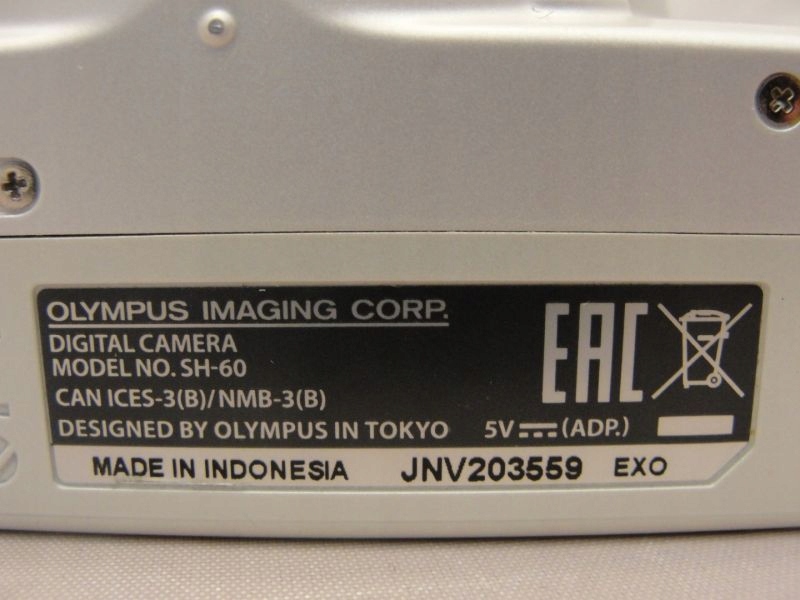 OLYMPUS IMAGING CORP.
DIGITAL CAMERA
MODEL NO. SH-60
CAN ICES-3(B)/NMB-3(B)
DESIGNED BY OLYMPUS IN TOKYO 5V (ADP.)
EAC
MADE IN INDONESIA JNV203559 EXO